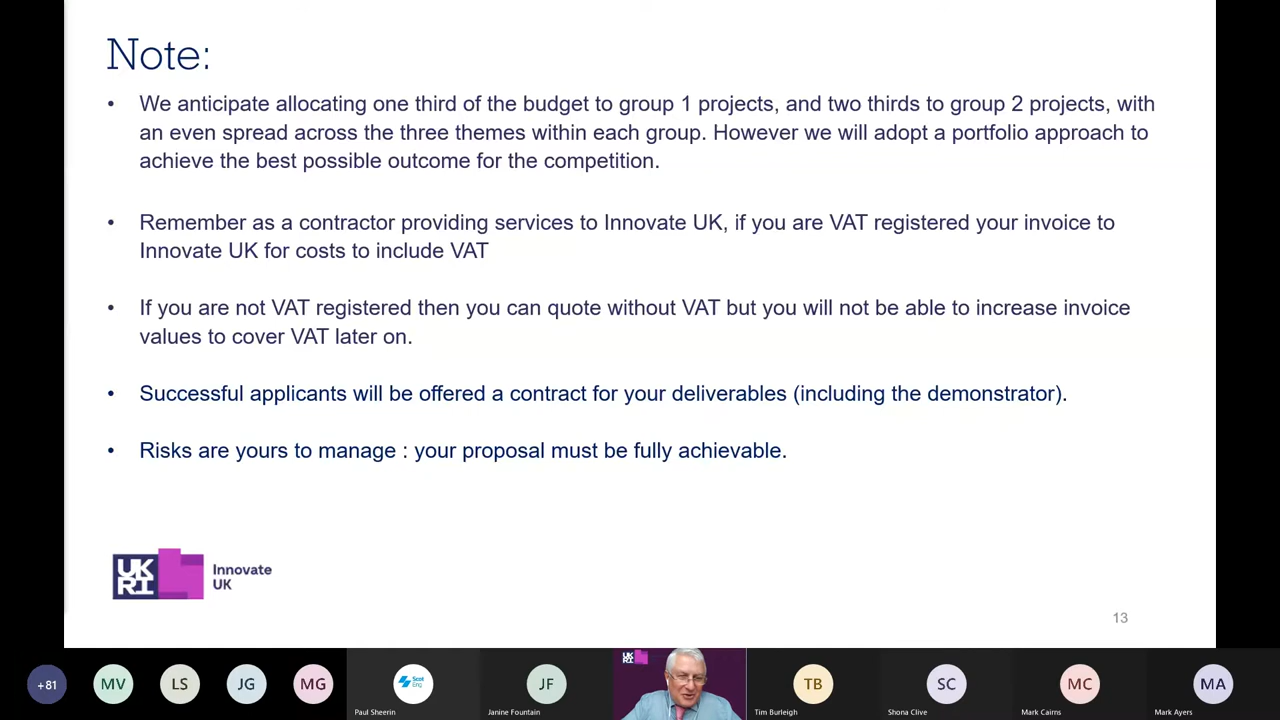 Note:
• We anticipate allocating one third of the budget to group 1 projects, and two thirds to group 2 projects, with
an even spread across the three themes within each group. However we will adopt a portfolio approach to
achieve the best possible outcome for the competition.
• Remember as a contractor providing services to Innovate UK, if you are VAT registered your invoice to
Innovate UK for costs to include VAT
• If you are not VAT registered then you can quote without VAT but you will not be able to increase invoice
values to cover VAT later on.
• Successful applicants will be offered a contract for your deliverables (including the demonstrator).
• Risks are yours to manage : your proposal must be fully achievable.
UK
RI
Innovate
UK
13
+81
MV
LS
JG
MG
Scot
Eng
Paul Sheerin
JF
Janine Fountain
UK
RI
TB
Tim Burleigh
SC
Shona Clive
MC
Mark Cairns
MA
Mark Ayers